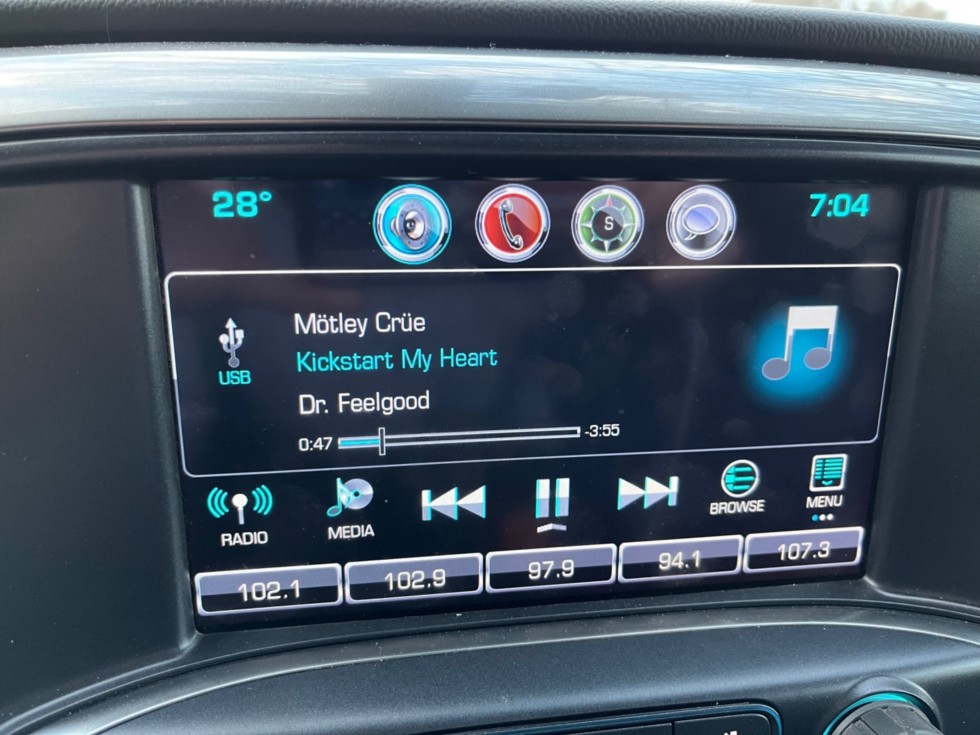 28°
S
7:04
Mötley Crüe
Kickstart My Heart
USB
Dr. Feelgood
0:47
-3:55
RADIO
MEDIA
BROWSE
MENU
102.1
102.9
97.9
94.1
107.3